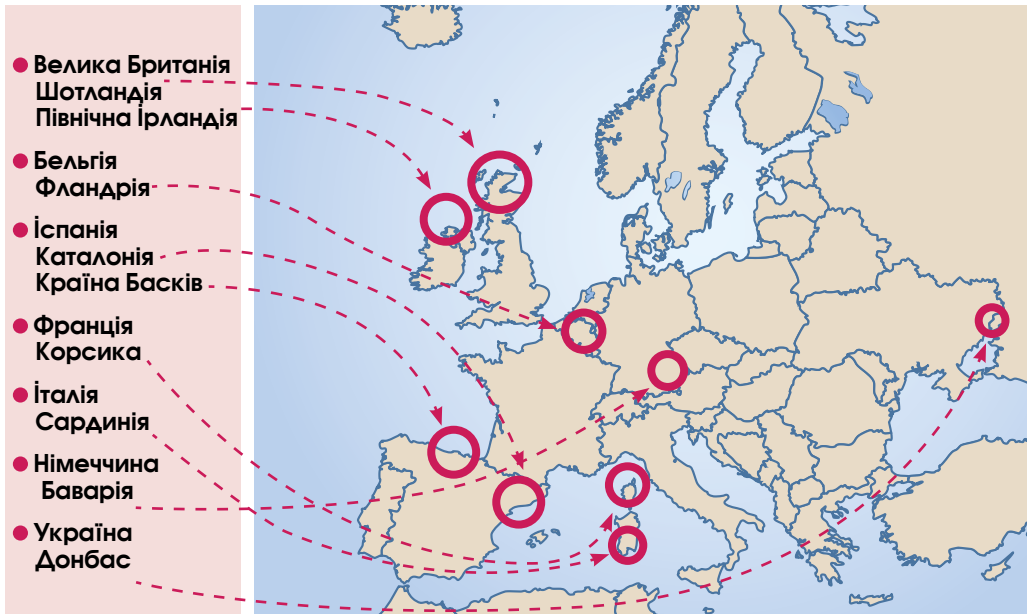 Велика Британія
Шотландія
Північна Ірландія
Бельгія
Фландрія
Іспанія
Каталонія
Країна Басків
Франція
Корсика
Італія
Сардинія
Німеччина
Баварія
Україна
Донбас